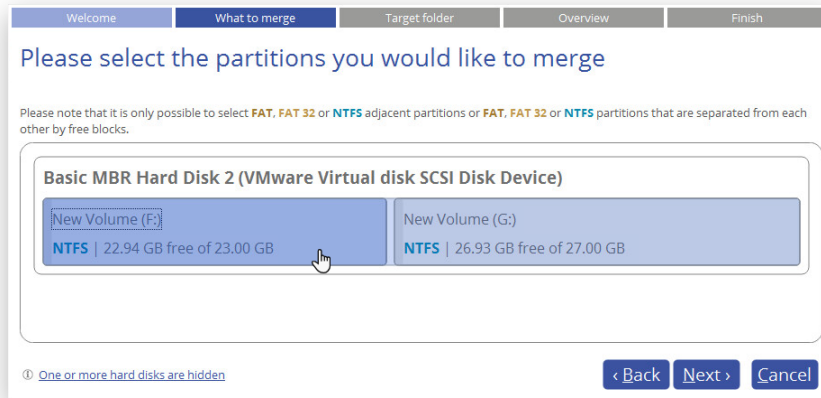 Welcome What to merge Target folder Overview Finish
Please select the partitions you would like to merge
Please note that it is only possible to select FAT, FAT 32 or NTFS adjacent partitions or FAT, FAT 32 or NTFS partitions that are separated from each
other by free blocks.
Basic MBR Hard Disk 2 (VMware Virtual disk SCSI Disk Device)
New Volume (F:) New Volume (G:)
NTFS | 22.94 GB free of 23.00 GB NTFS | 26.93 GB free of 27.00 GB
One or more hard disks are hidden ‹ Back Next › Cancel